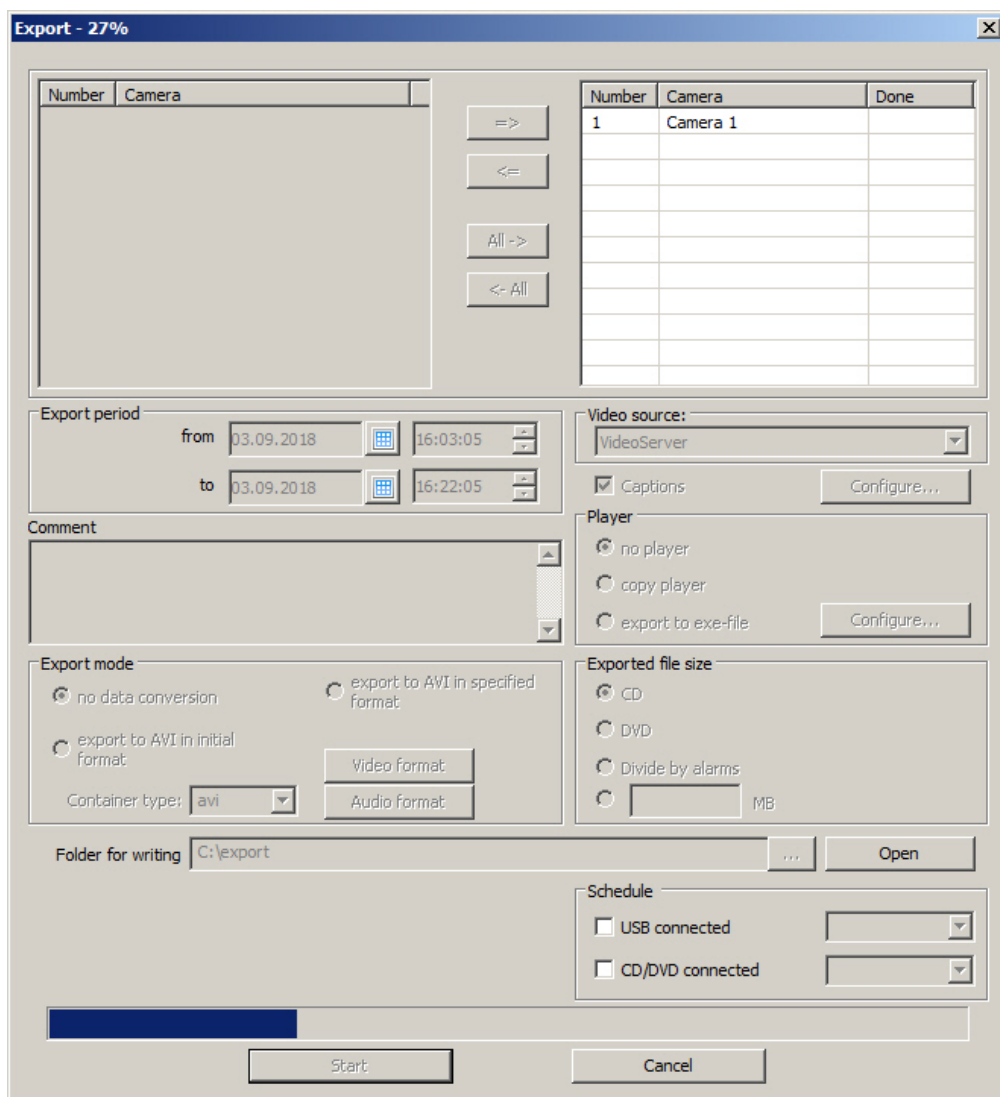 Export - 27%
Number Camera
Number Camera Done
1 Camera 1
=>
<=
All ->
<- All
Export period
from 03.09.2018 16:03:05
to 03.09.2018 16:22:05
Video source:
VideoServer
Captions Configure...
Comment
Player
no player
copy player
export to exe-file Configure...
Export mode
no data conversion
export to AVI in specified
format
export to AVI in initial
format
Video format
Container type: avi Audio format
Exported file size
CD
DVD
Divide by alarms
MB
Folder for writing C:\export ... Open
Schedule
USB connected
CD/DVD connected
Start Cancel